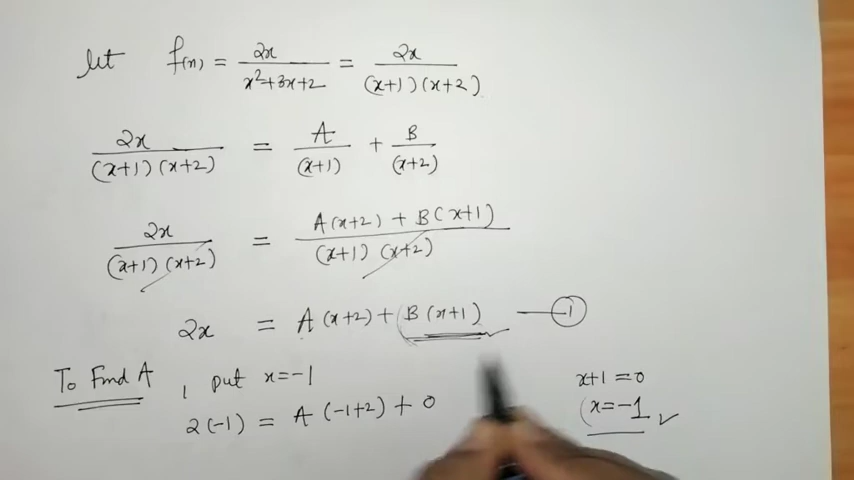 let f(x) = 2x / (x²+3x+2) = 2x / ((x+1)(x+2))
2x / ((x+1)(x+2)) = A / (x+1) + B / (x+2)
2x / ((x+1)(x+2)) = (A(x+2) + B(x+1)) / ((x+1)(x+2))
2x = A(x+2) + B(x+1) — ①
To Find A, put x=-1
x+1=0
2(-1) = A(-1+2) + 0
x=-1 ✓